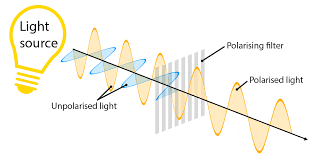 Light
source
Polarising filter
Polarised light
Unpolarised light